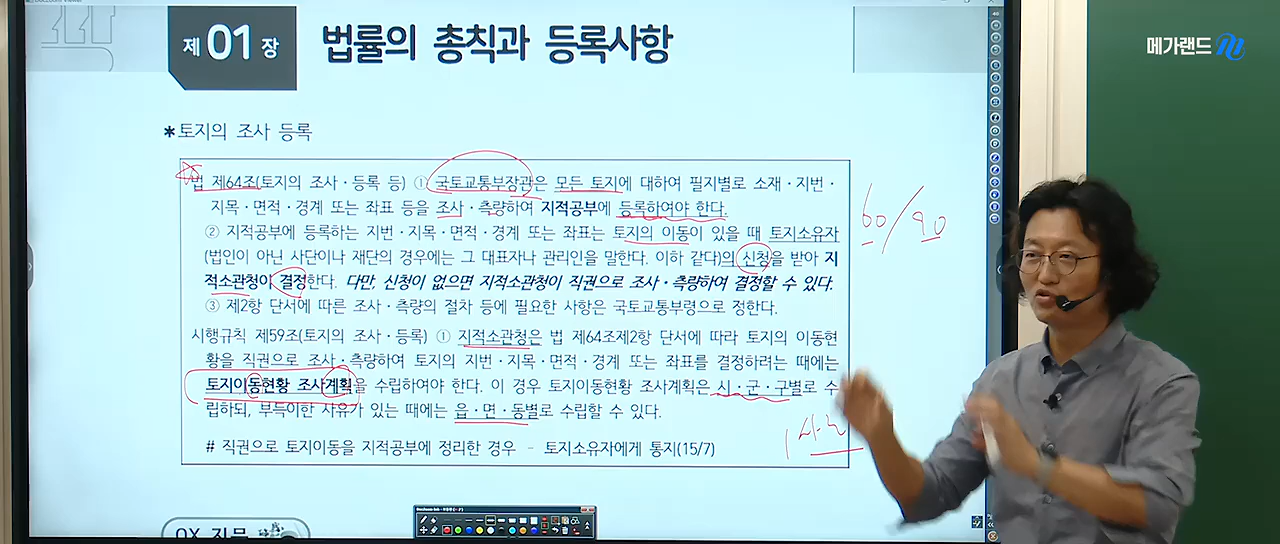 제 01 장
법률의 총칙과 등록사항
메가랜드
*토지의 조사 등록
법 제64조(토지의 조사·등록 등) ① 국토교통부장관은 모든 토지에 대하여 필지별로 소재·지번·
지목·면적·경계 또는 좌표 등을 조사·측량하여 지적공부에 등록하여야 한다.
② 지적공부에 등록하는 지번·지목·면적·경계 또는 좌표는 토지의 이동이 있을 때 토지소유자
(법인이 아닌 사단이나 재단의 경우에는 그 대표자나 관리인을 말한다. 이하 같다)의 신청을 받아 지
적소관청이 결정한다. 다만, 신청이 없으면 지적소관청이 직권으로 조사·측량하여 결정할 수 있다.
③ 제2항 단서에 따른 조사·측량의 절차 등에 필요한 사항은 국토교통부령으로 정한다.
시행규칙 제59조(토지의 조사·등록) ① 지적소관청은 법 제64조제2항 단서에 따라 토지의 이동현
황을 직권으로 조사·측량하여 토지의 지번·지목·면적·경계 또는 좌표를 결정하려는 때에는
토지이동현황 조사계획을 수립하여야 한다. 이 경우 토지이동현황 조사계획은 시·군·구별로 수
립하되, 부득이한 사유가 있는 때에는 읍·면·동별로 수립할 수 있다.
# 직권으로 토지이동을 지적공부에 정리한 경우 - 토지소유자에게 통지(15/7)
60/90